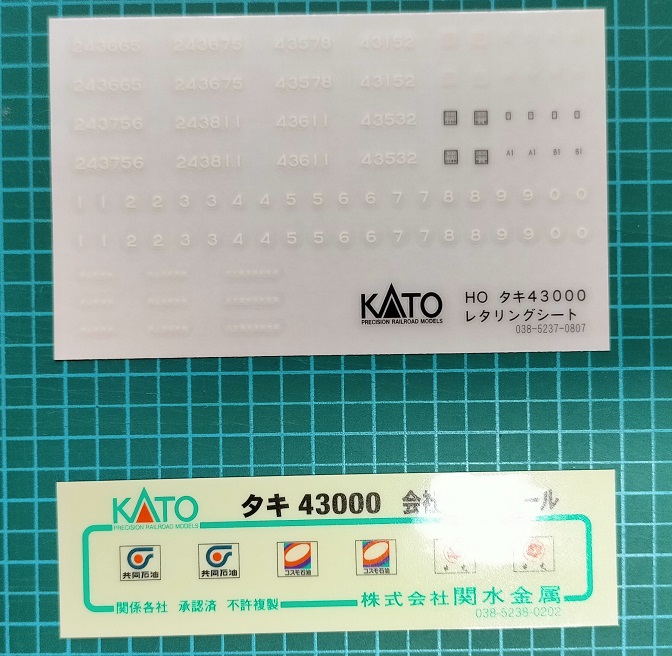 243665 243675 43578 43152
243665 243675 43578 43152
243756 243811 43611 43532
243756 243811 43611 43532 A1 A1 B1 B1
1 1 2 2 3 3 4 4 5 5 6 6 7 7 8 8 9 9 0 0
1 1 2 2 3 3 4 4 5 5 6 6 7 7 8 8 9 9 0 0
KATO HO タキ43000
PRECISION RAILROAD MODELS レタリングシート
038-5237-0807
KATO タキ 43000 会社 ール
PRECISION RAILROAD MODELS
共同石油 共同石油 コスモ石油 コスモ石油
関係各社 承認済 不許複製 株式会社関水金属
038-5238-0202